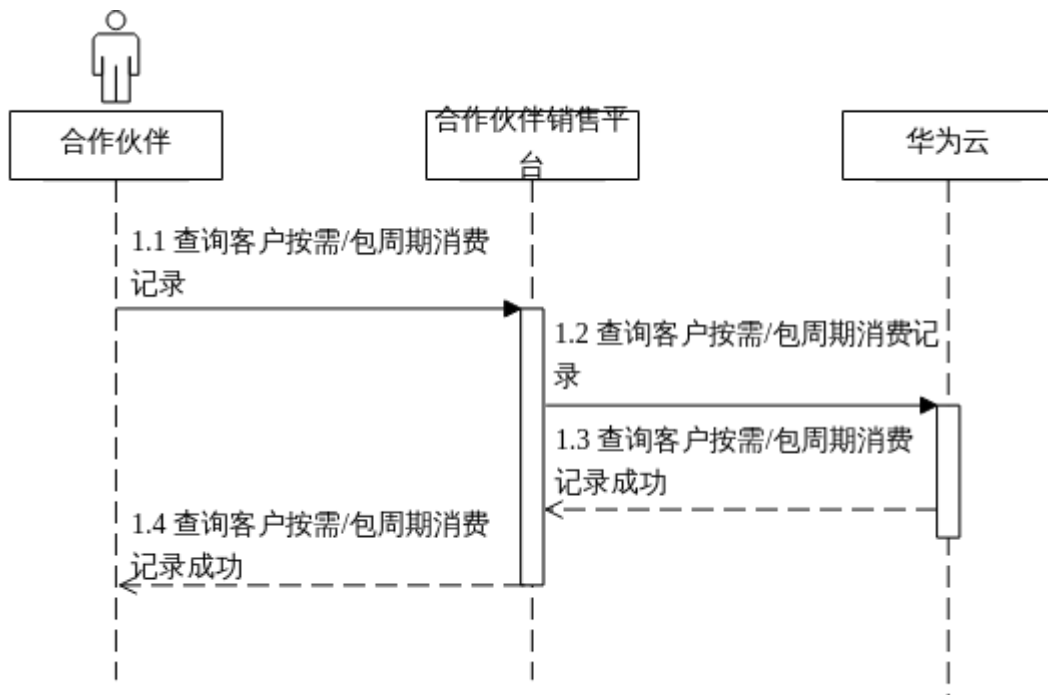 合作伙伴
合作伙伴销售平
台
华为云
1.1 查询客户按需/包周期消费
记录
1.2 查询客户按需/包周期消费记
录
1.3 查询客户按需/包周期消费
记录成功
1.4 查询客户按需/包周期消费
记录成功